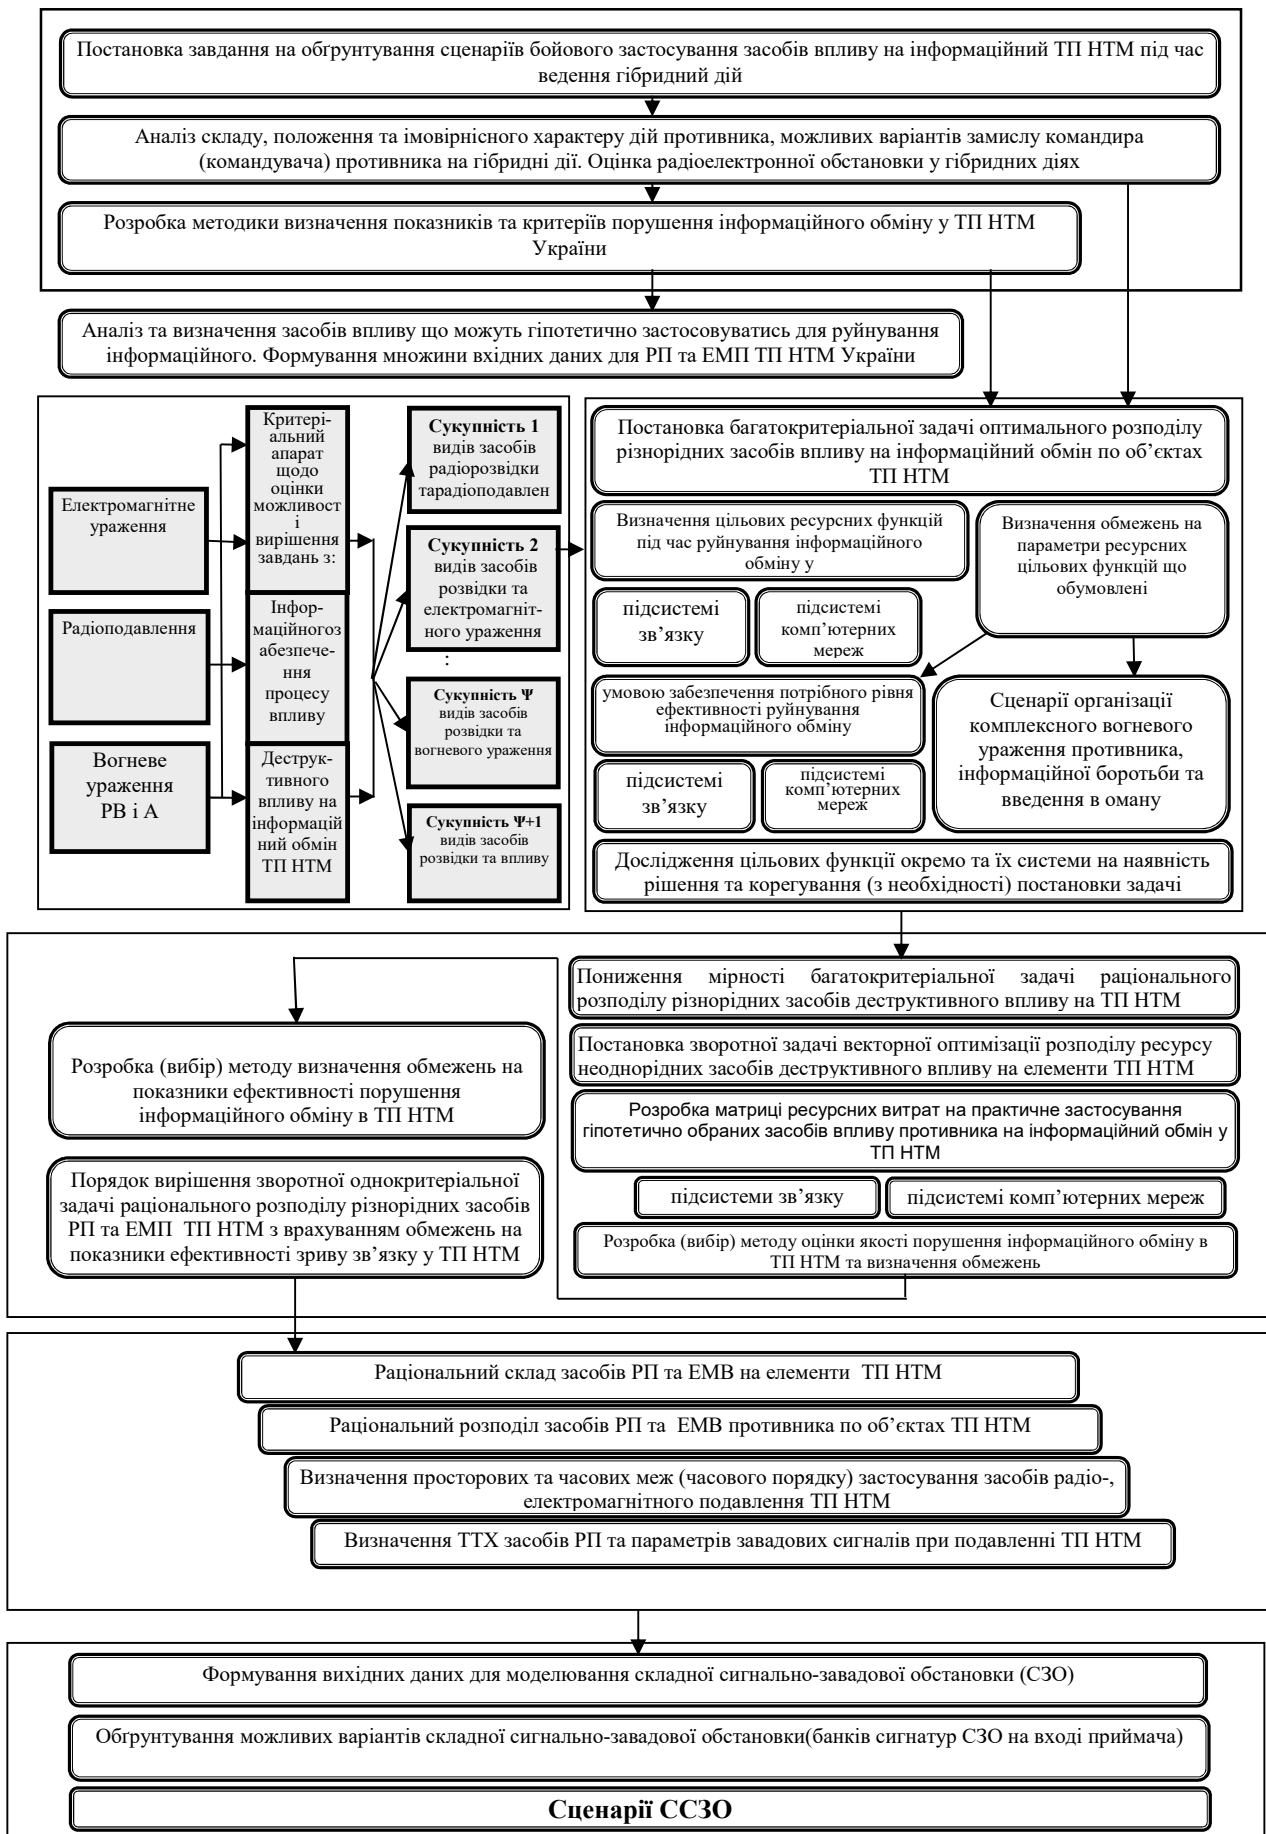 Постановка завдання на обґрунтування сценаріїв бойового застосування засобів впливу на інформаційний ТП НТМ під час
ведення гібридний дій
Аналіз складу, положення та імовірнісного характеру дій противника, можливих варіантів замислу командира
(командувача) противника на гібридні дії. Оцінка радіоелектронної обстановки у гібридних діях
Розробка методики визначення показників та критеріїв порушення інформаційного обміну у ТП НТМ
України
Аналіз та визначення засобів впливу що можуть гіпотетично застосовуватись для руйнування
інформаційного. Формування множини вхідних даних для РП та ЕМП ТП НТМ України
Електромагнітне
ураження
Радіоподавлення
Вогневе
ураження
РВ і А
Критері-
альний
апарат
щодо
оцінки
можливост
і
вирішення
завдань з:
Інфор-
маційногоз
абезпече-
ння
процесу
впливу
Деструк-
тивного
впливу на
інформацій
ний обмін
ТП НТМ
Сукупність 1
видів засобів
радіорозвідки
тарадіоподавлен
Сукупність 2
видів засобів
розвідки та
електромагніт-
ного ураження
:
Сукупність Ψ
видів засобів
розвідки та
вогневого ураження
Сукупність Ψ+1
видів засобів
розвідки та впливу
Постановка багатокритеріальної задачі оптимального розподілу
різнорідних засобів впливу на інформаційний обмін по об’єктах
ТП НТМ
Визначення цільових ресурсних функцій
під час руйнування інформаційного
обміну у
Визначення обмежень на
параметри ресурсних
цільових функцій що
обумовлені
підсистемі
зв’язку
підсистемі
комп’ютерних
мереж
умовою забезпечення потрібного рівня
ефективності руйнування
інформаційного обміну
Сценарії організації
комплексного вогневого
ураження противника,
інформаційної боротьби та
введення в оману
підсистемі
зв’язку
підсистемі
комп’ютерних
мереж
Дослідження цільових функції окремо та їх системи на наявність
рішення та корегування (з необхідності) постановки задачі
Пониження мірності багатокритеріальної задачі раціонального
розподілу різнорідних засобів деструктивного впливу на ТП НТМ
Постановка зворотної задачі векторної оптимізації розподілу ресурсу
неоднорідних засобів деструктивного впливу на елементи ТП НТМ
Розробка матриці ресурсних витрат на практичне застосування
гіпотетично обраних засобів впливу противника на інформаційний обмін у
ТП НТМ
підсистеми зв’язку
підсистемі комп’ютерних мереж
Розробка (вибір) методу оцінки якості порушення інформаційного обміну в
ТП НТМ та визначення обмежень
Розробка (вибір) методу визначення обмежень на
показники ефективності порушення
інформаційного обміну в ТП НТМ
Порядок вирішення зворотної однокритеріальної
задачі раціонального розподілу різнорідних засобів
РП та ЕМП ТП НТМ з врахуванням обмежень на
показники ефективності зриву зв’язку у ТП НТМ
Раціональний склад засобів РП та ЕМВ на елементи ТП НТМ
Раціональний розподіл засобів РП та ЕМВ противника по об’єктах ТП НТМ
Визначення просторових та часових меж (часового порядку) застосування засобів радіо-,
електромагнітного подавлення ТП НТМ
Визначення ТТХ засобів РП та параметрів завадових сигналів при подавленні ТП НТМ
Формування вихідних даних для моделювання складної сигнально-завадової обстановки (СЗО)
Обґрунтування можливих варіантів складної сигнально-завадової обстановки(банків сигнатур СЗО на вході приймача)
Сценарії ССЗО